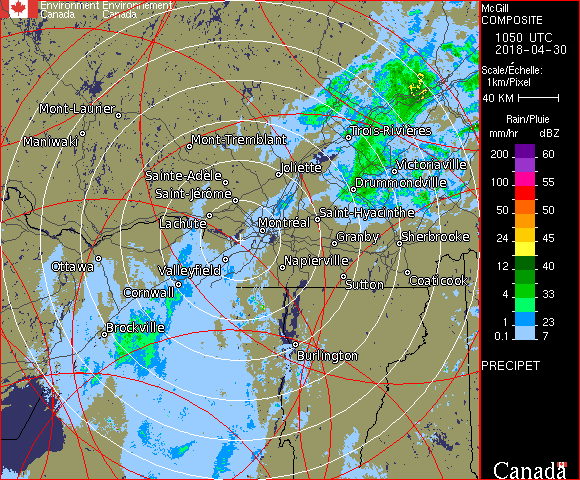 Environment Environnement
Canada Canada
McGill
COMPOSITE
1050 UTC
2018-04-30
Scale/Échelle:
1km/Pixel
40 KM
Rain/Pluie
mm/hr dBZ
200 60
100 55
50 50
24 45
12 40
4 33
1 23
0.1 7
PRECIPET
Canada
Mont-Laurier
Maniwaki
Mont-Tremblant
Trois-Rivières
Joliette
Victoriaville
Sainte-Adèle
Drummondville
Saint-Jérôme
Lachute
Saint-Hyacinthe
Montréal
Granby
Sherbrooke
Ottawa
Valleyfield
Napierville
Cornwall
Sutton
Coaticook
Brockville
Burlington